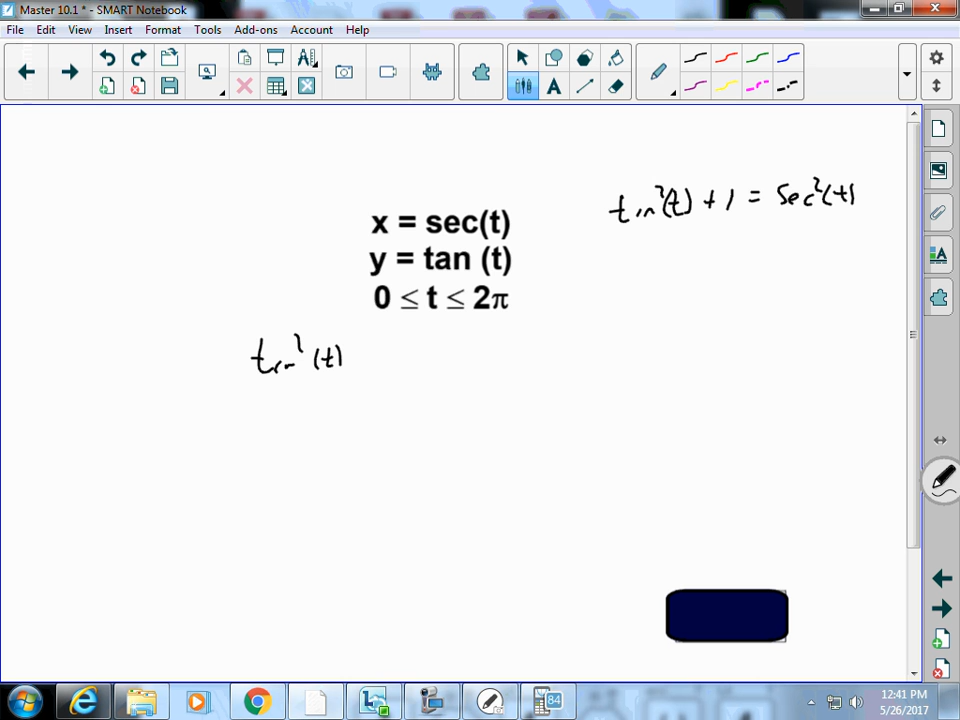 Master 10.1 * - SMART Notebook
File Edit View Insert Format Tools Add-ons Account Help
tan²(t) + 1 = Sec²(t)
x = sec(t)
y = tan (t)
0 ≤ t ≤ 2π
tan²(t)
84
12:41 PM
5/26/2017